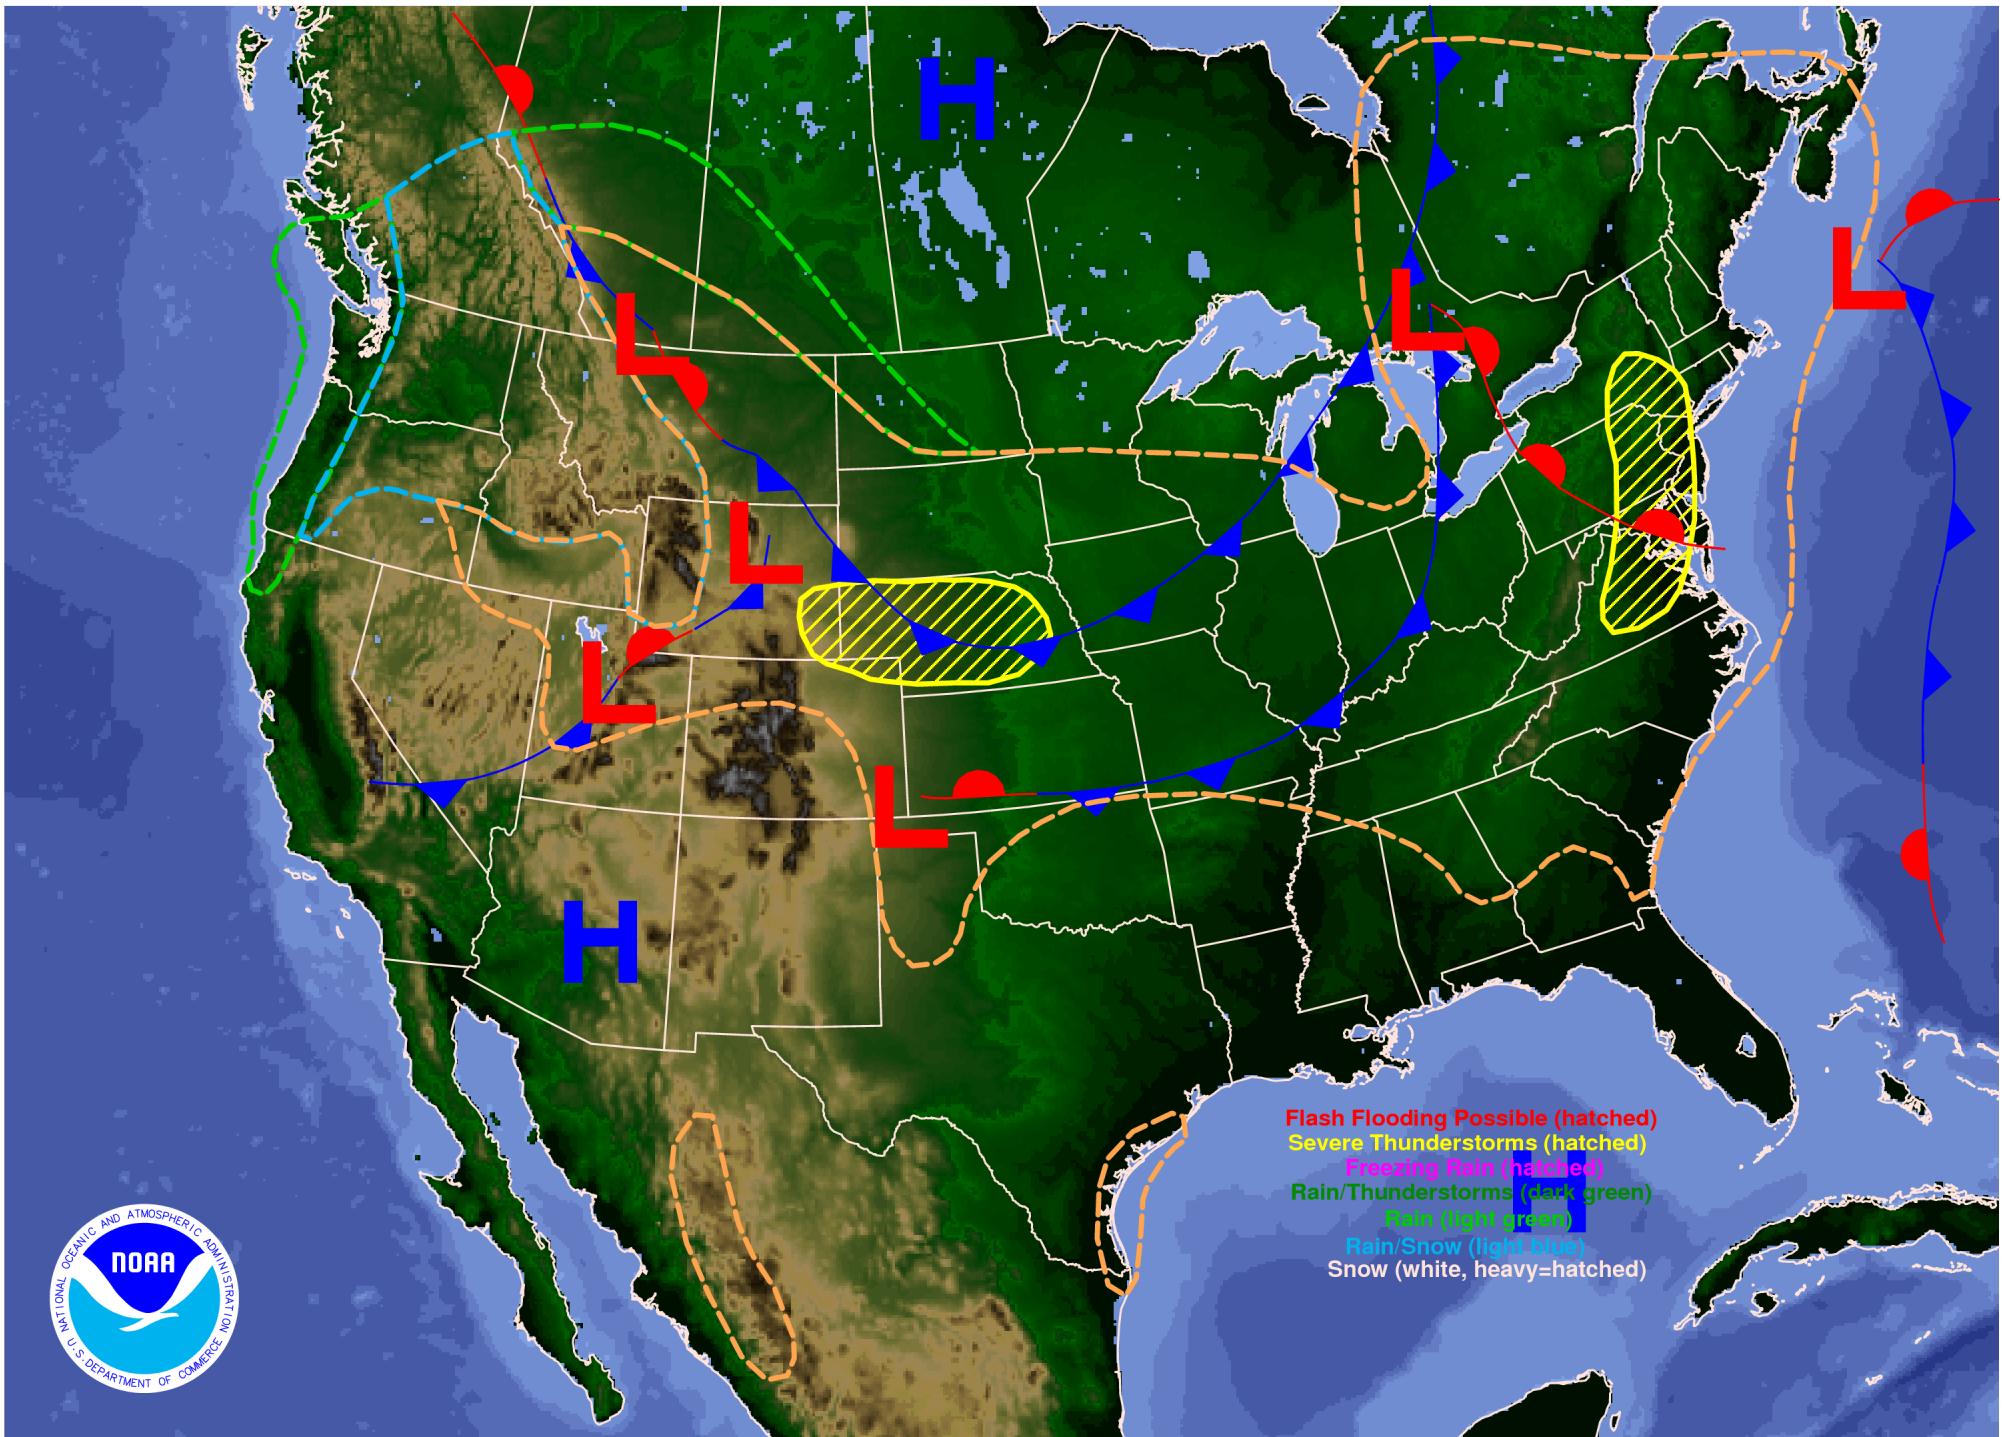 H
L
L
L
L
L
L
L
H
Flash Flooding Possible (hatched)
Severe Thunderstorms (hatched)
Freezing Rain (hatched)
H
Rain/Thunderstorms (dark green)
Rain (light green)
Rain/Snow (light blue)
Snow (white, heavy=hatched)
NATIONAL OCEANIC AND ATMOSPHERIC ADMINISTRATION
NOAA
U.S. DEPARTMENT OF COMMERCE